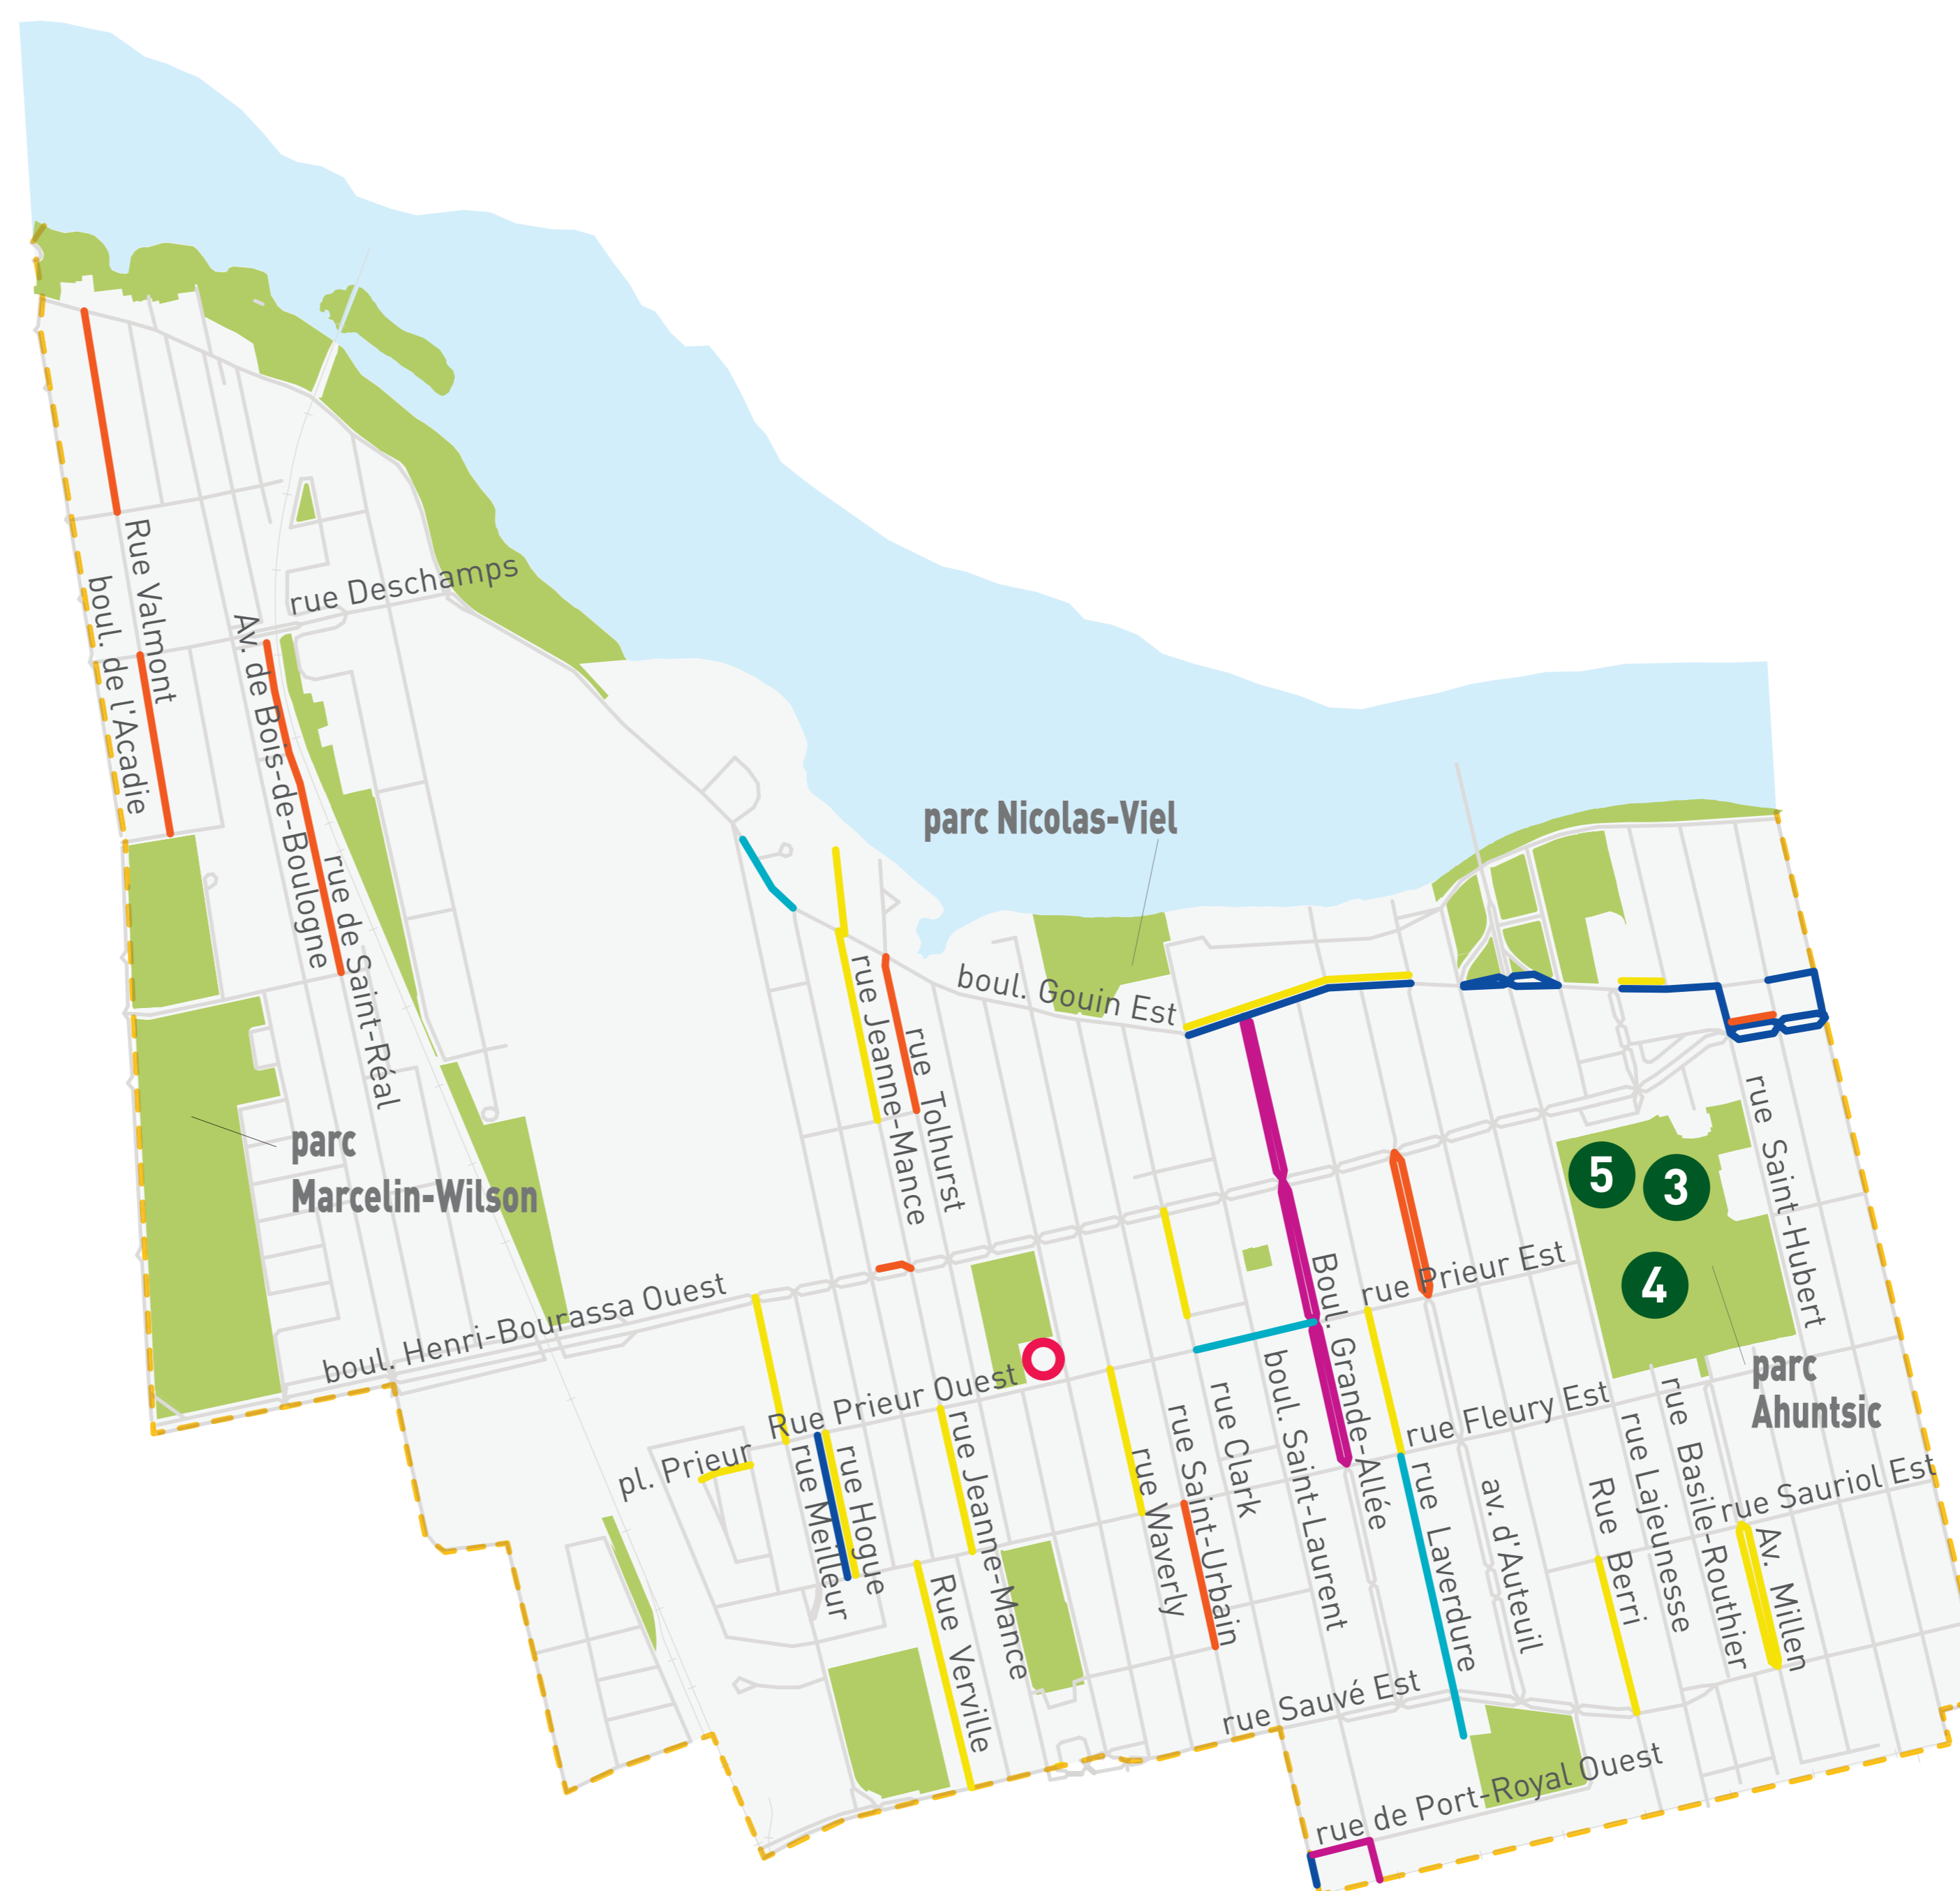 rue Deschamps
Rue Valmont
boul. de l'Acadie
Av. de Bois-de-Boulogne
rue de Saint-Réal
parc Nicolas-Viel
boul. Gouin Est
rue Jeanne-Mance
rue Tolhurst
parc
Marcelin-Wilson
5
3
4
rue Saint-Hubert
boul. Henri-Bourassa Ouest
rue Prieur Est
Boul. Grande-Allée
parc
Ahuntsic
Rue Prieur Ouest
pl. Prieur
rue Meilleur
rue Hogue
rue Jeanne-Mance
rue Waverly
rue Saint-Urbain
rue Clark
boul. Saint-Laurent
rue Fleury Est
rue Laverdure
av. d'Auteuil
Rue Berri
rue Lajeunesse
rue Basile-Routhier
rue Sauriol Est
Av. Millen
Rue Verville
rue Sauvé Est
rue de Port-Royal Ouest